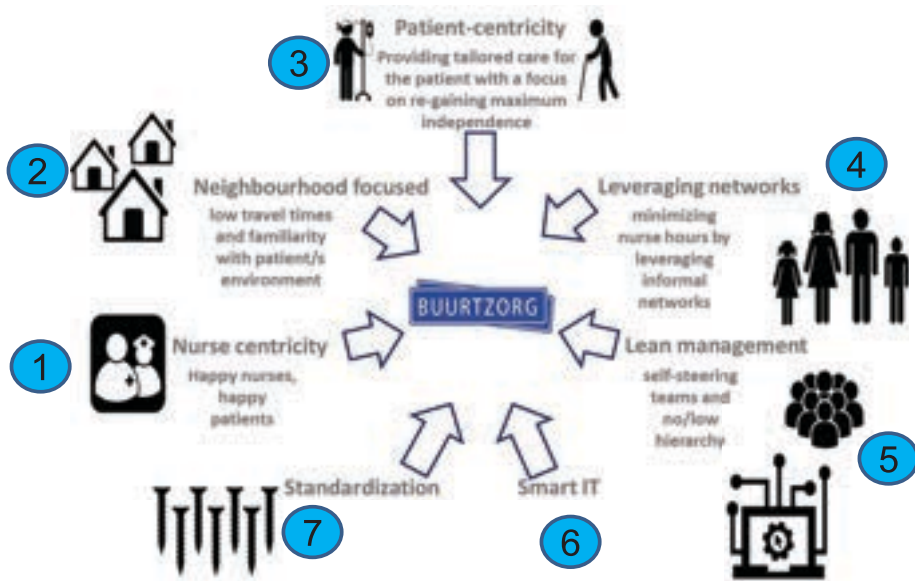 3
Patient-centricity
Providing tailored care for
the patient with a focus
on re-gaining maximum
independence
2
Neighbourhood focused
low travel times
and familiarity
with patient/s
environment
4
Leveraging networks
minimizing
nurse hours by
leveraging
informal
networks
BUURTZORG
1
Nurse centricity
Happy nurses,
happy
patients
Lean management
self-steering
teams and
no/low
hierarchy
5
Standardization
7
Smart IT
6